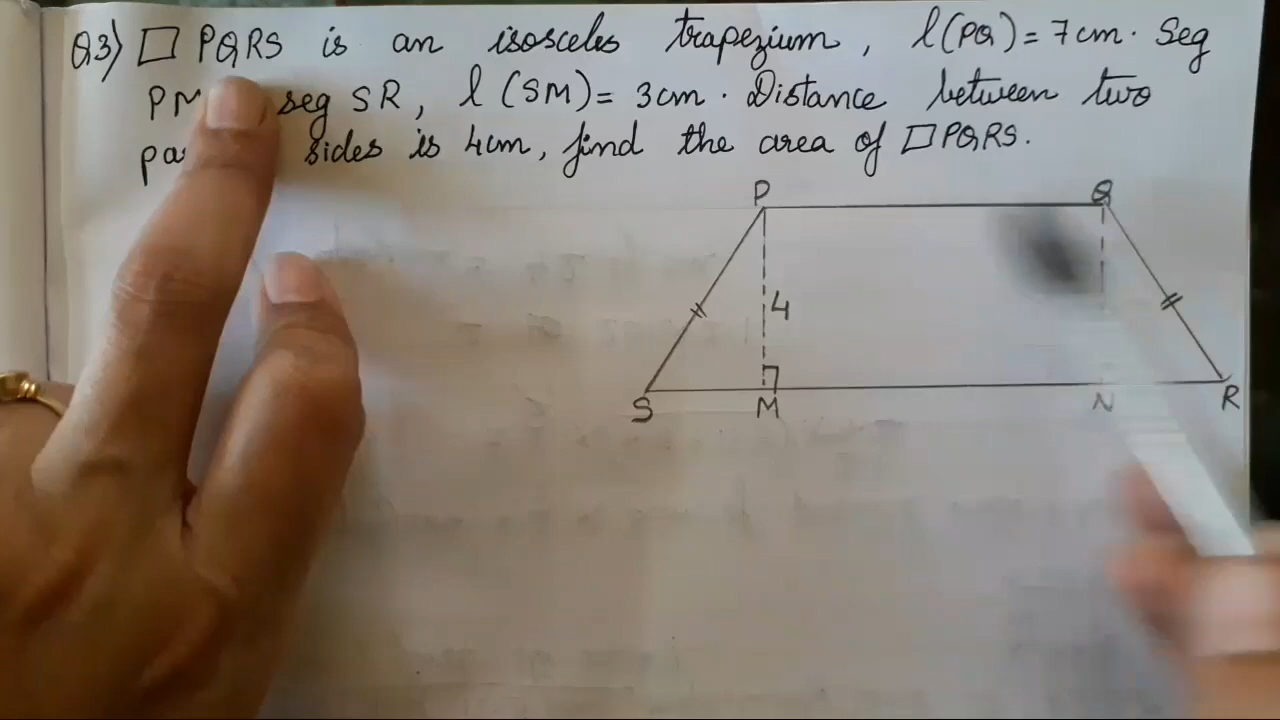 Q3) □ PQRS is an isosceles trapezium, l(PQ) = 7cm. Seg
PM seg SR, l (SM) = 3cm. Distance between two
sides is 4cm, find the area of □PQRS.
P Q
4
S M N R